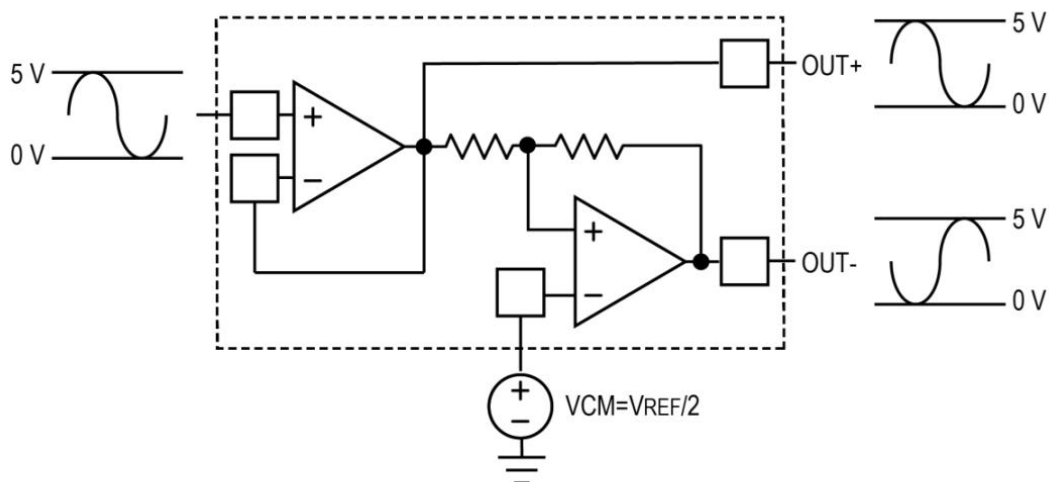 5 V
0 V
+
−
+
−
OUT+
5 V
0 V
OUT-
5 V
0 V
+
−
VCM=VREF/2